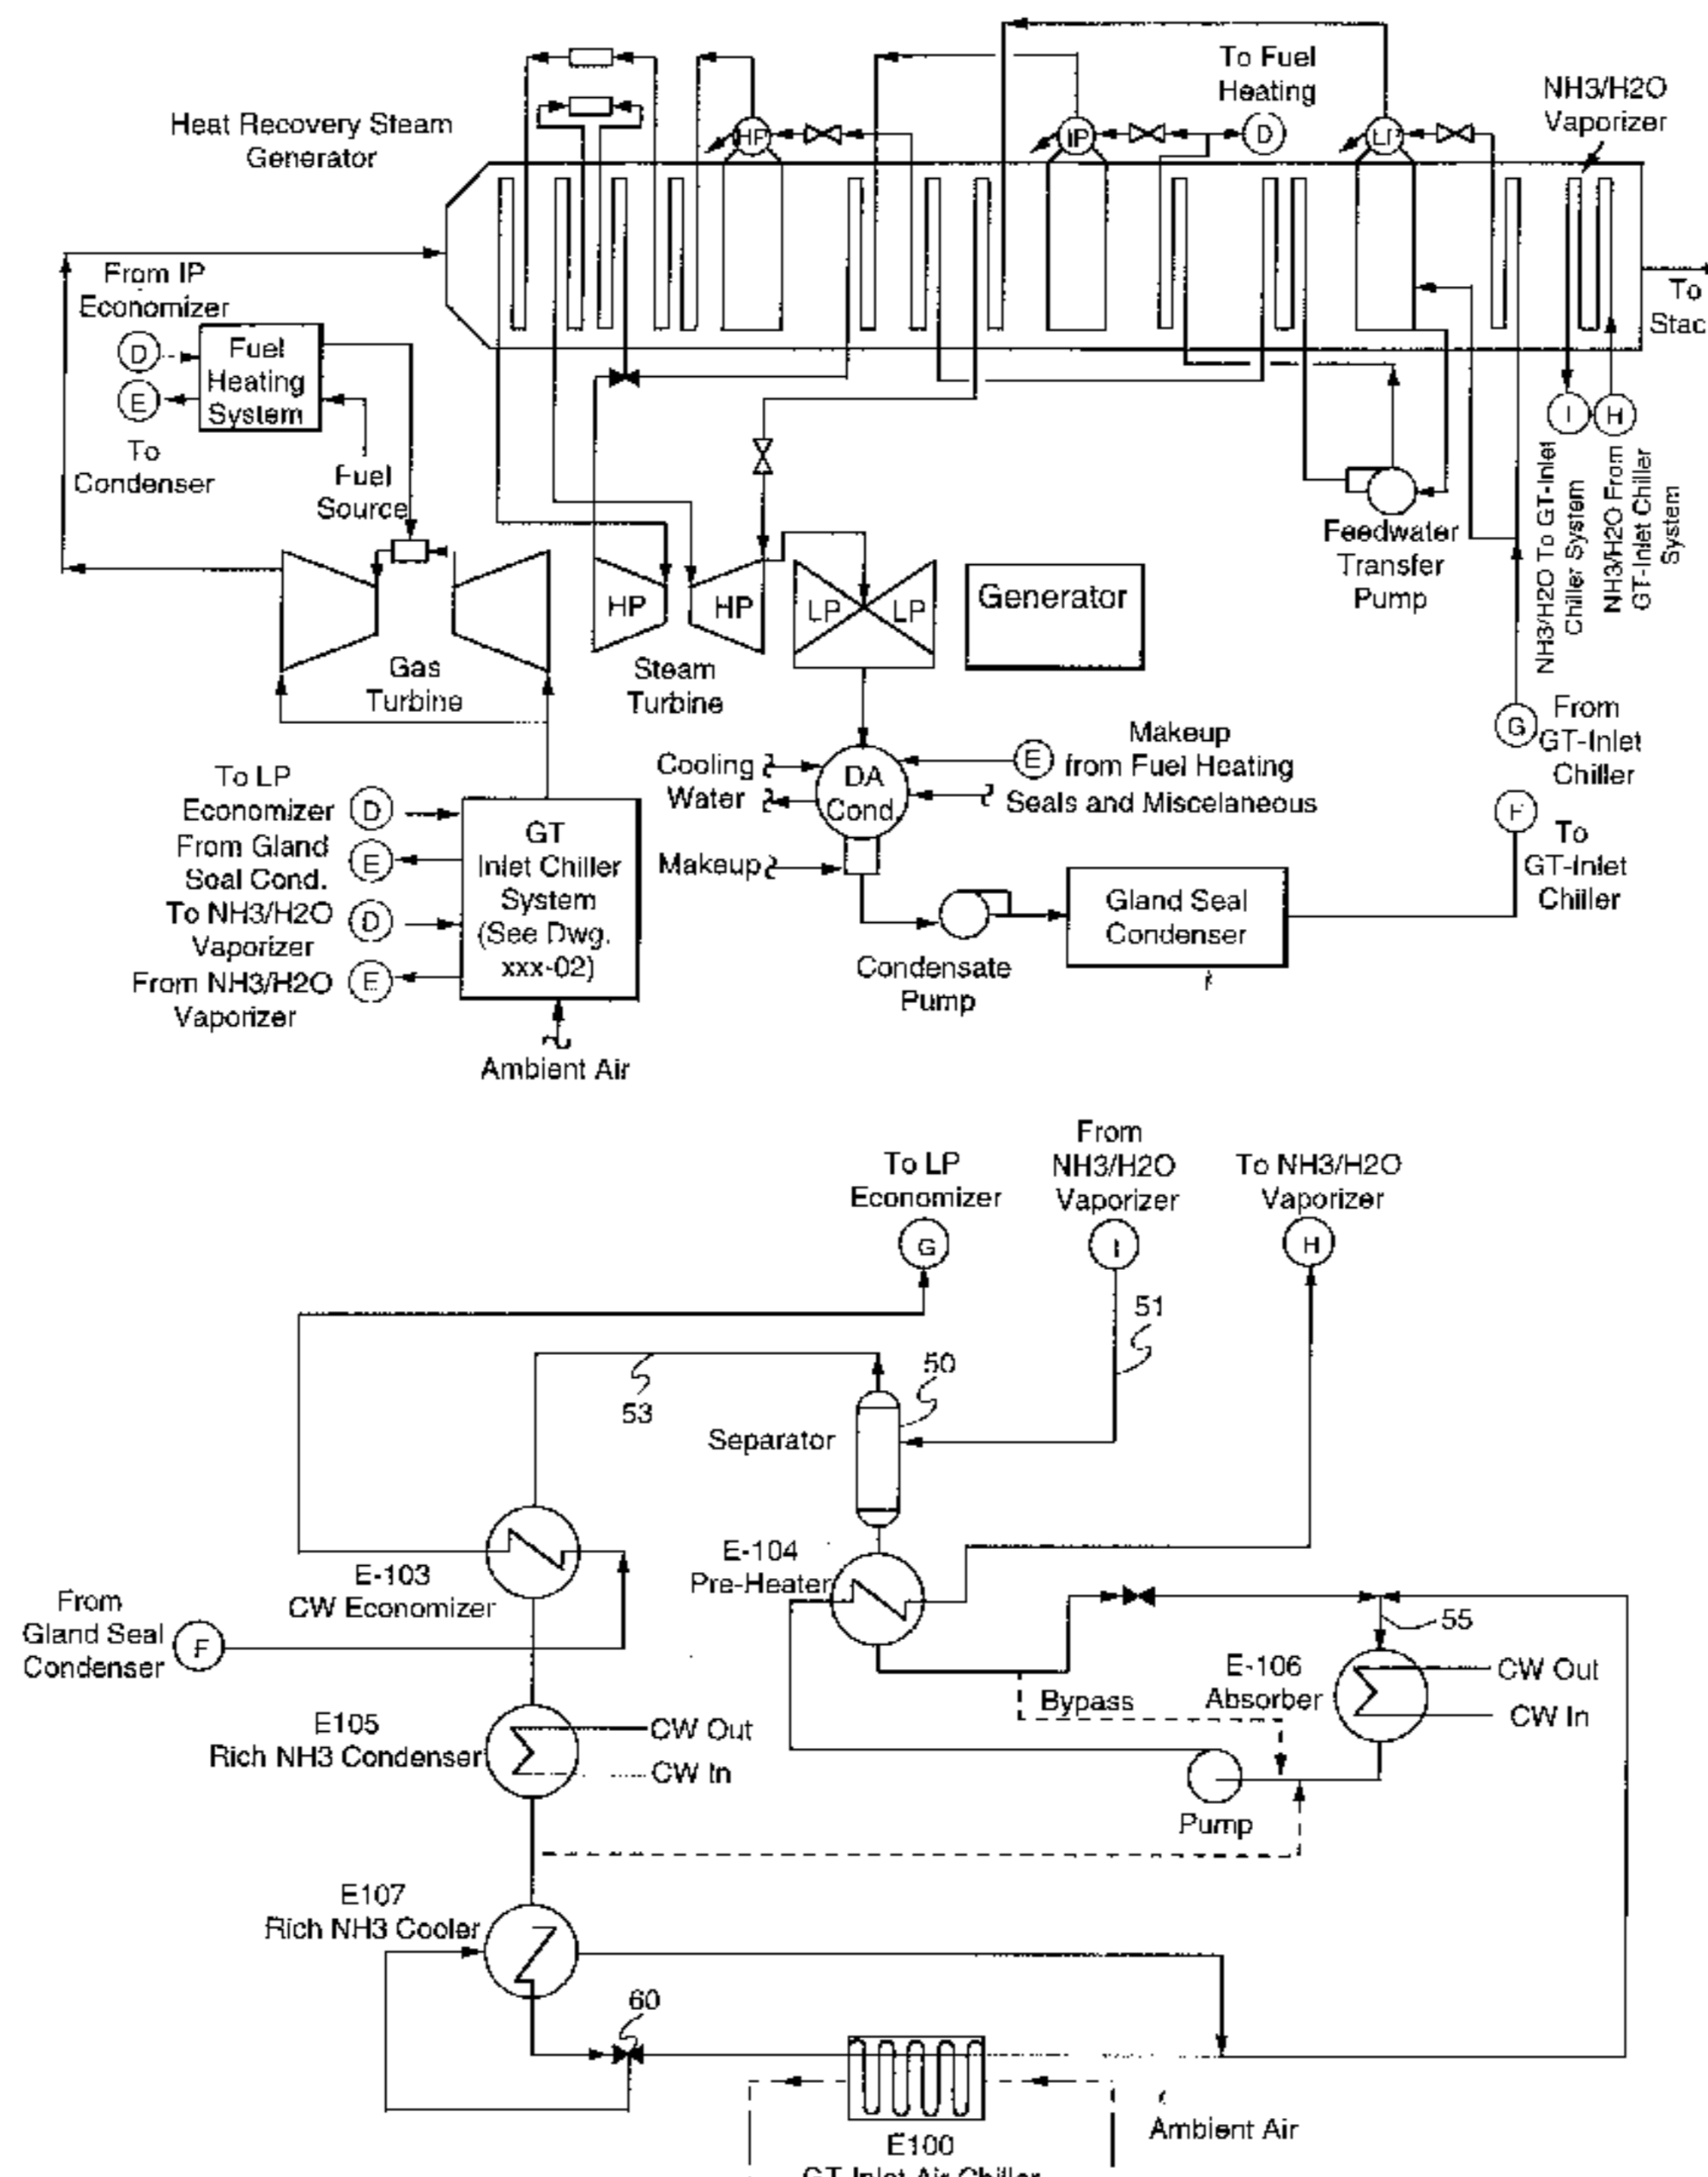 To Fuel
Heating
NH3/H2O
Vaporizer
Heat Recovery Steam
Generator
HP
IP
D
LP
From IP
Economizer
D
E
Fuel
Heating
System
To
Condenser
Fuel
Source
To
Stac
I
H
NH3/H2O To GT-Inlet
Chiller System
NH3/H2O From
GT-Inlet Chiller
System
Feedwater
Transfer
Pump
HP
HP
LP
LP
Generator
Gas
Turbine
Steam
Turbine
G
From
GT-Inlet
Chiller
To LP
Economizer
D
From Gland
Seal Cond.
E
To NH3/H2O
Vaporizer
D
From NH3/H2O
Vaporizer
E
GT
Inlet Chiller
System
(See Dwg.
xxx-02)
Ambient Air
Cooling
Water
DA
Cond.
E
Makeup
from Fuel Heating
Seals and Miscelaneous
Makeup
Condensate
Pump
Gland Seal
Condenser
F
To
GT-Inlet
Chiller
To LP
Economizer
G
From
NH3/H2O
Vaporizer
I
To NH3/H2O
Vaporizer
H
51
50
53
Separator
E-103
CW Economizer
E-104
Pre-Heater
From
Gland Seal
Condenser
F
55
E-106
Absorber
CW Out
CW In
Bypass
E105
Rich NH3 Condenser
CW Out
CW In
Pump
E107
Rich NH3 Cooler
60
Ambient Air
E100
GT-Inlet Air Chiller